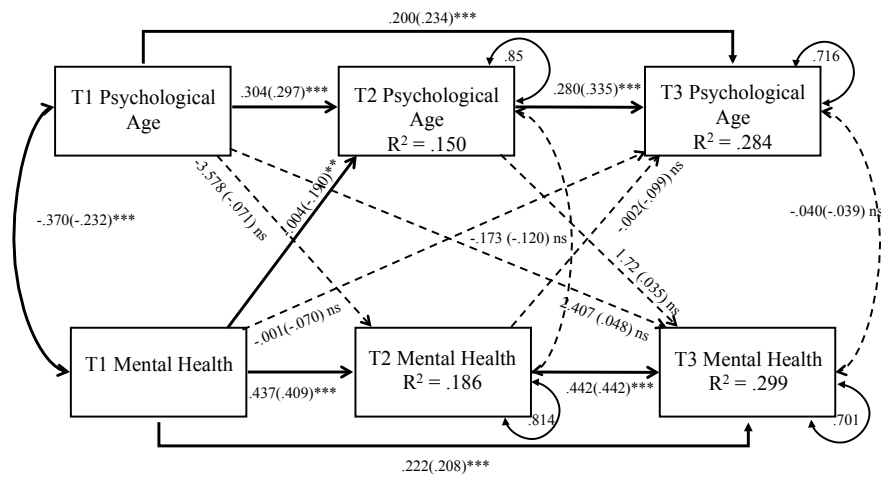 .200(.234)***
.85
.716
T1 Psychological
Age
.304(.297)***
T2 Psychological
Age
R² = .150
.280(.335)***
T3 Psychological
Age
R² = .284
-3.578 (-.071) ns
-.004(-.190)**
-.002(-.099) ns
-.370(-.232)***
-.173 (-.120) ns
-.040(-.039) ns
1.72 (.035) ns
-.001(-.070) ns
2.407 (.048) ns
T1 Mental Health
T2 Mental Health
R² = .186
T3 Mental Health
R² = .299
.437(.409)***
.442(.442)***
.814
.701
.222(.208)***